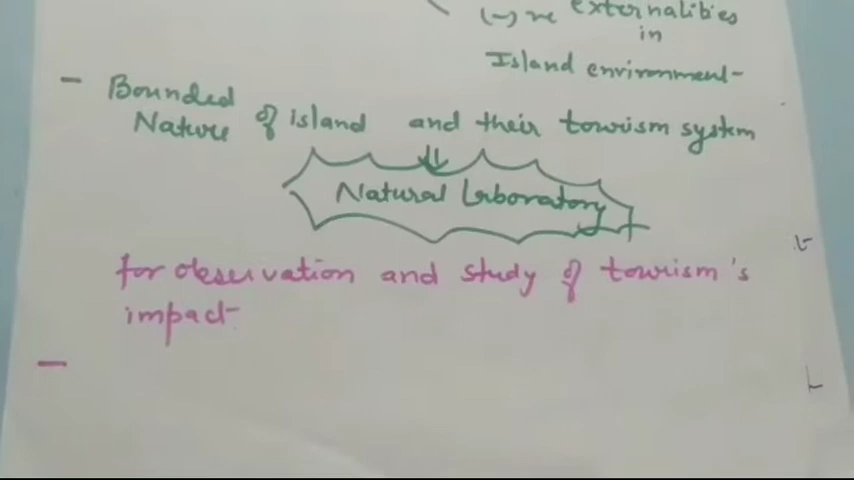 (-)ve externalities
in
Island environment-
- Bounded
Nature of island and their tourism system
Natural Laboratory
for observation and study of tourism's
impact-
-